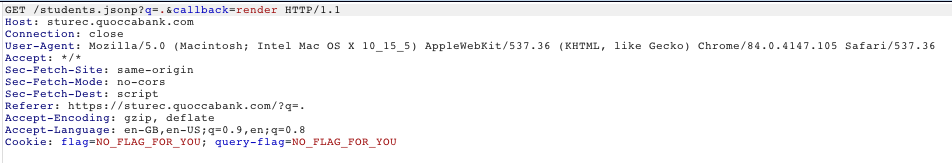 GET /students.jsonp?q=.&callback=render HTTP/1.1
Host: sturec.quoccabank.com
Connection: close
User-Agent: Mozilla/5.0 (Macintosh; Intel Mac OS X 10_15_5) AppleWebKit/537.36 (KHTML, like Gecko) Chrome/84.0.4147.105 Safari/537.36
Accept: */*
Sec-Fetch-Site: same-origin
Sec-Fetch-Mode: no-cors
Sec-Fetch-Dest: script
Referer: https://sturec.quoccabank.com/?q=.
Accept-Encoding: gzip, deflate
Accept-Language: en-GB,en-US;q=0.9,en;q=0.8
Cookie: flag=NO_FLAG_FOR_YOU; query-flag=NO_FLAG_FOR_YOU